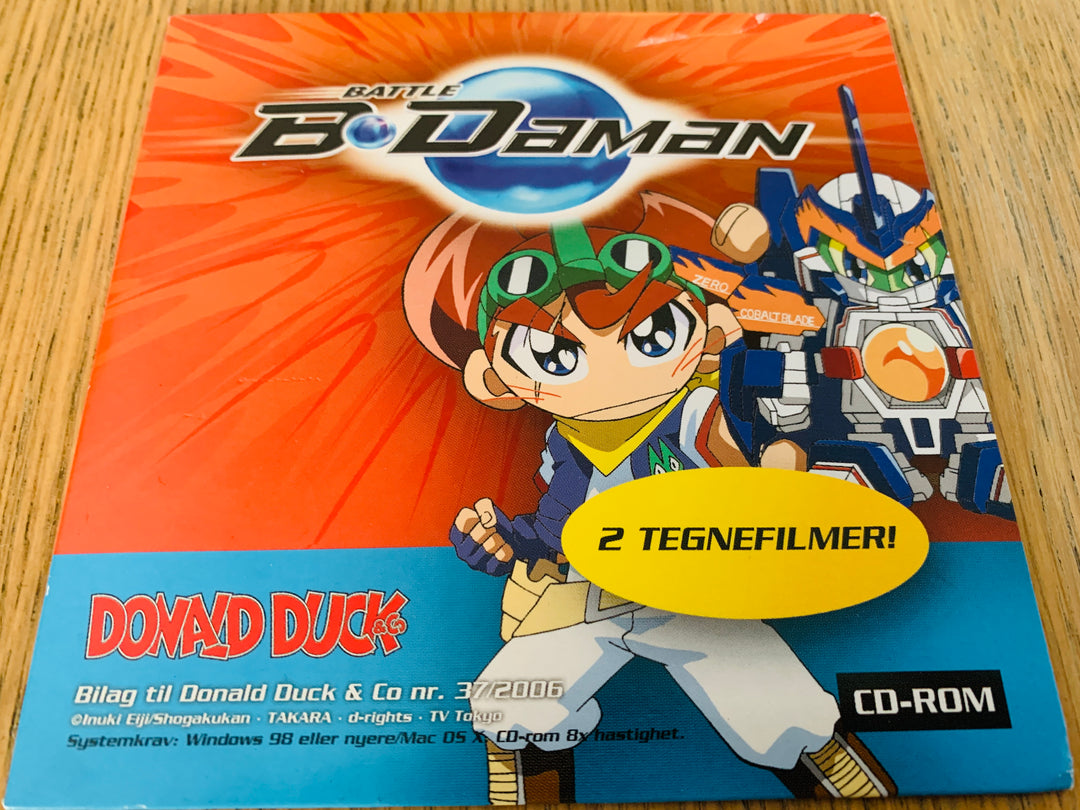 BATTLE
B•DAMAN
ZERO
COBALT BLADE
2 TEGNEFILMER!
DONALD DUCK
&Co
Bilag til Donald Duck & Co nr. 37/2006
©Inuki Eiji/Shogakukan · TAKARA · d-rights · TV Tokyo
Systemkrav: Windows 98 eller nyere/Mac OS X. CD-rom 8x hastighet.
CD-ROM